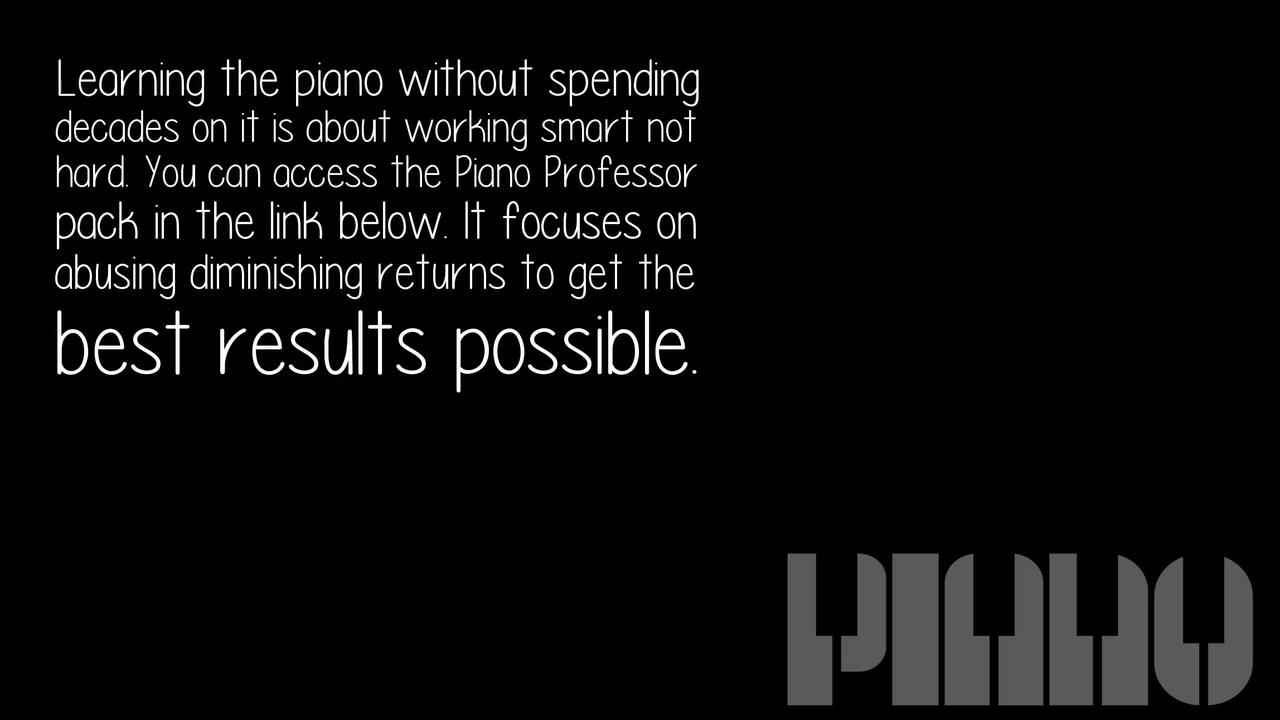 Learning the piano without spending
decades on it is about working smart not
hard. You can access the Piano Professor
pack in the link below. It focuses on
abusing diminishing returns to get the
best results possible.
PIANO